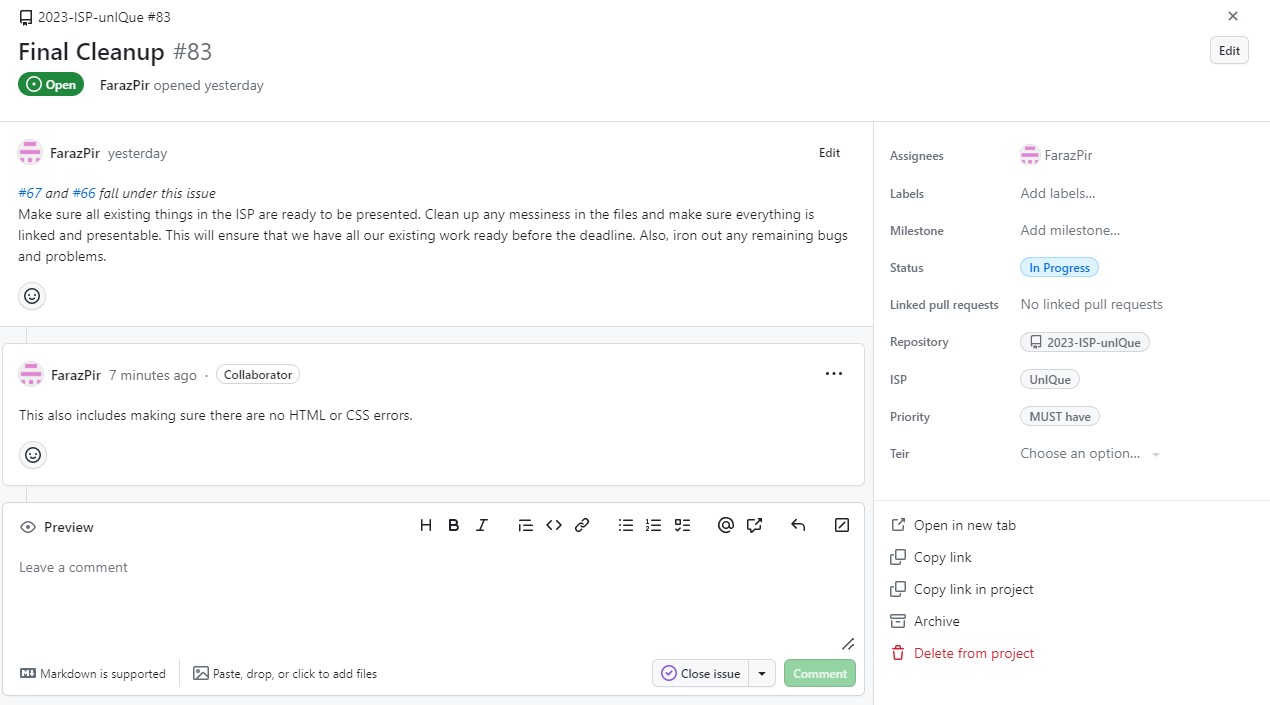 2023-ISP-unIQue #83
Final Cleanup #83
Edit
Open FarazPir opened yesterday
FarazPir yesterday
Edit
#67 and #66 fall under this issue
Make sure all existing things in the ISP are ready to be presented. Clean up any messiness in the files and make sure everything is
linked and presentable. This will ensure that we have all our existing work ready before the deadline. Also, iron out any remaining bugs
and problems.
FarazPir 7 minutes ago · Collaborator
This also includes making sure there are no HTML or CSS errors.
Preview
Leave a comment
Markdown is supported
Paste, drop, or click to add files
Close issue
Comment
Assignees FarazPir
Labels Add labels...
Milestone Add milestone...
Status In Progress
Linked pull requests No linked pull requests
Repository 2023-ISP-unIQue
ISP UnIQue
Priority MUST have
Teir Choose an option...
Open in new tab
Copy link
Copy link in project
Archive
Delete from project